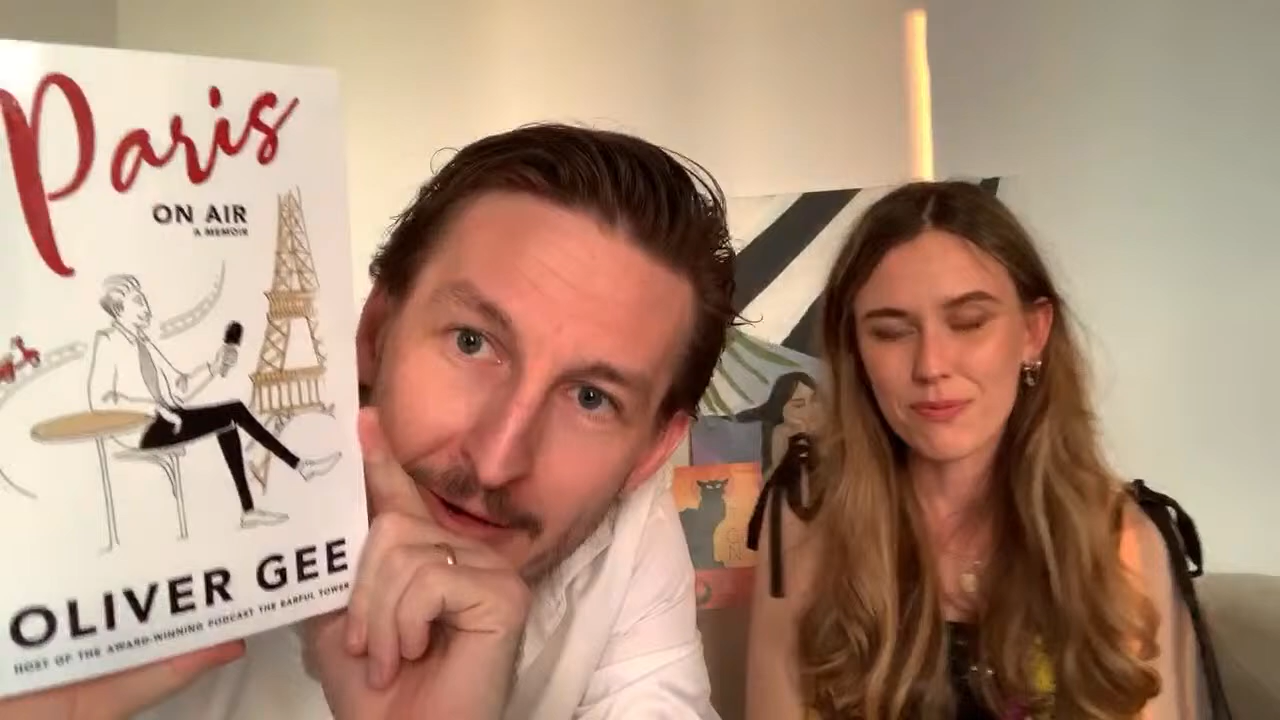 Paris
ON AIR
A MEMOIR
OLIVER GEE
HOST OF THE AWARD-WINNING PODCAST THE EARFUL TOWER